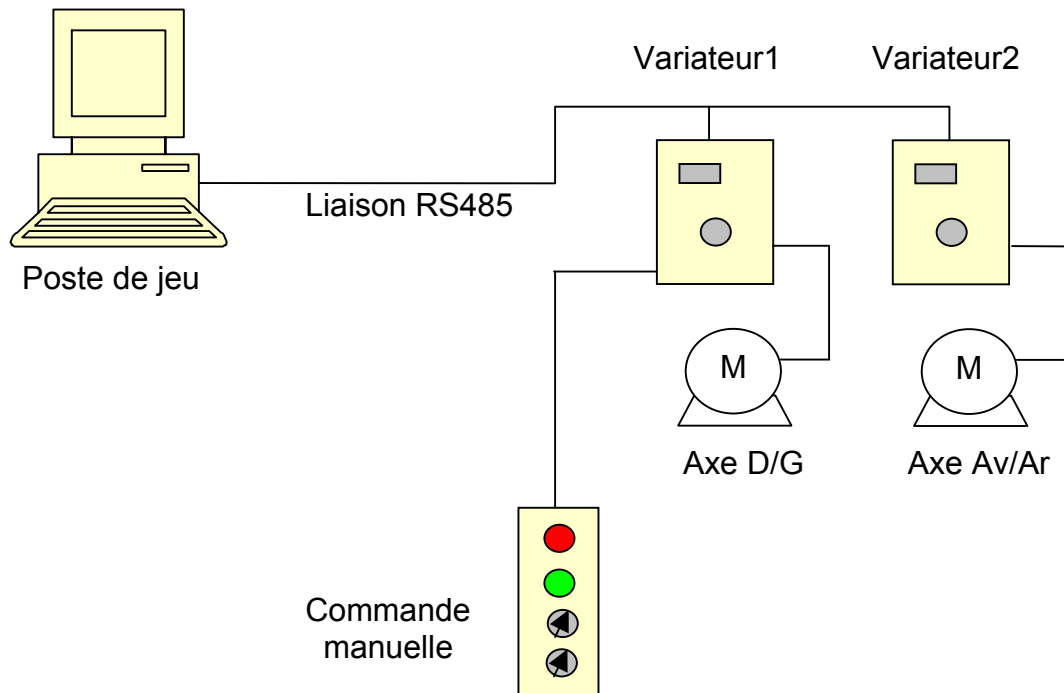 Variateur1
Variateur2
Liaison RS485
Poste de jeu
M
M
Axe D/G
Axe Av/Ar
Commande
manuelle